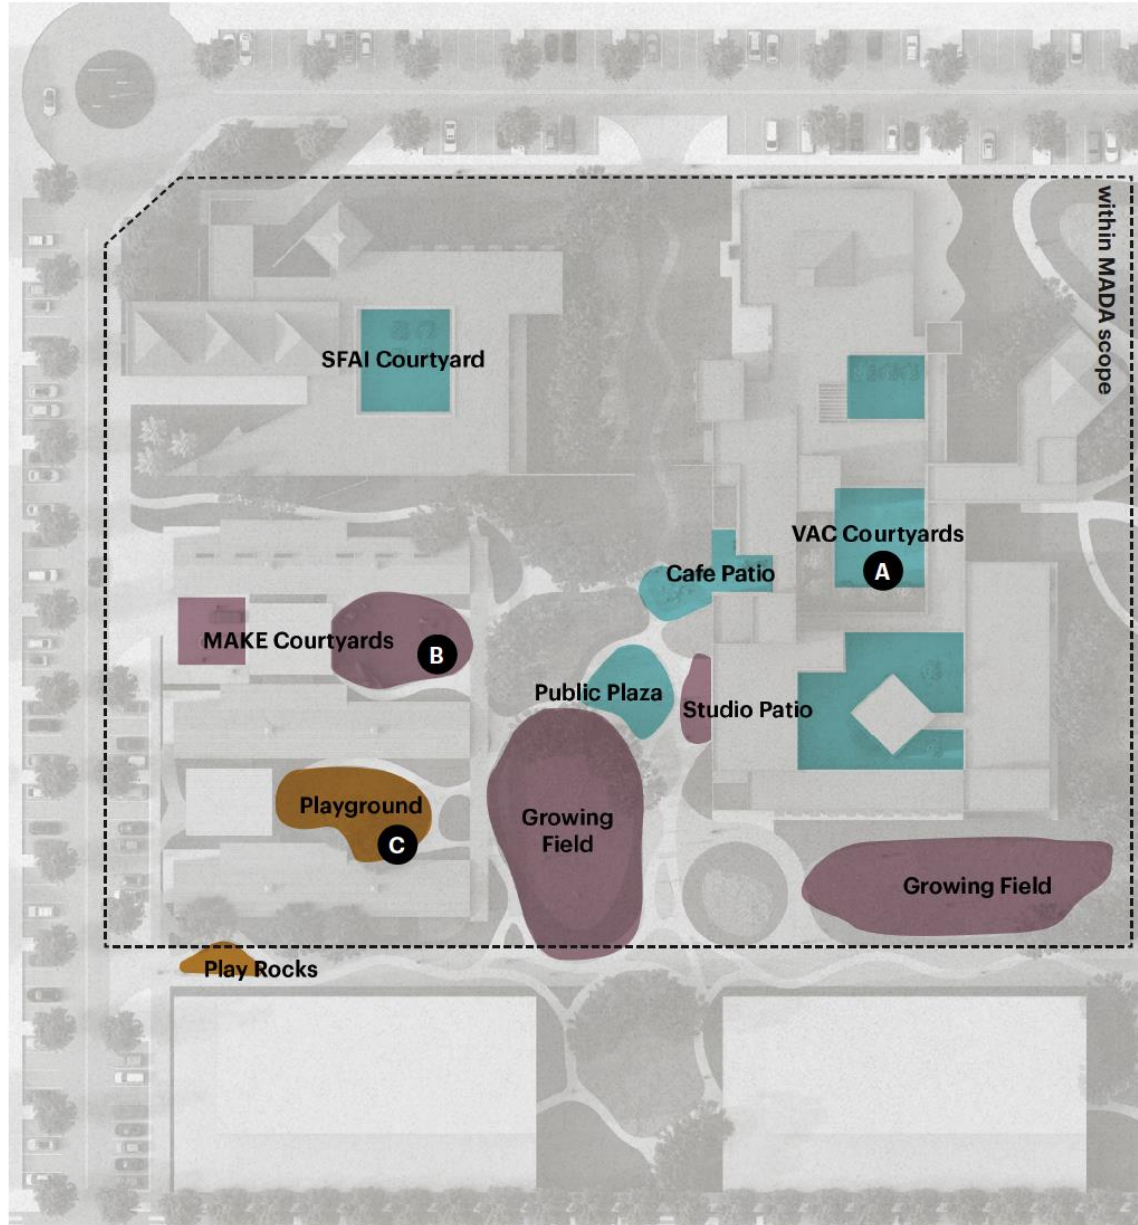 within MADA scope
SFAI Courtyard
VAC Courtyards
A
Cafe Patio
MAKE Courtyards
B
Public Plaza
Studio Patio
Playground
C
Growing
Field
Growing Field
Play Rocks